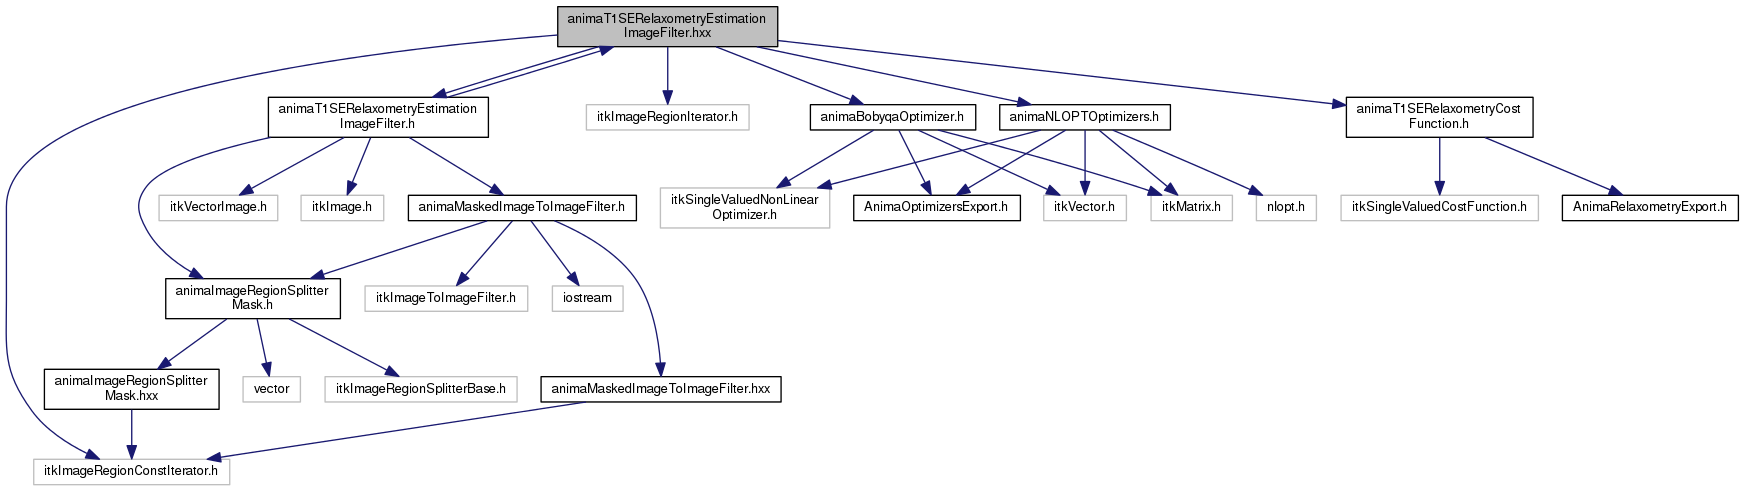 animaT1SERelaxometryEstimation
ImageFilter.hxx
animaT1SERelaxometryEstimation
ImageFilter.h
itkImageRegionIterator.h
animaBobyqaOptimizer.h
animaNLOPTOptimizers.h
animaT1SERelaxometryCost
Function.h
itkVectorImage.h
itkImage.h
animaMaskedImageToImageFilter.h
itkSingleValuedNonLinear
Optimizer.h
AnimaOptimizersExport.h
itkVector.h
itkMatrix.h
nlopt.h
itkSingleValuedCostFunction.h
AnimaRelaxometryExport.h
animaImageRegionSplitter
Mask.h
itkImageToImageFilter.h
iostream
animaImageRegionSplitter
Mask.hxx
vector
itkImageRegionSplitterBase.h
animaMaskedImageToImageFilter.hxx
itkImageRegionConstIterator.h